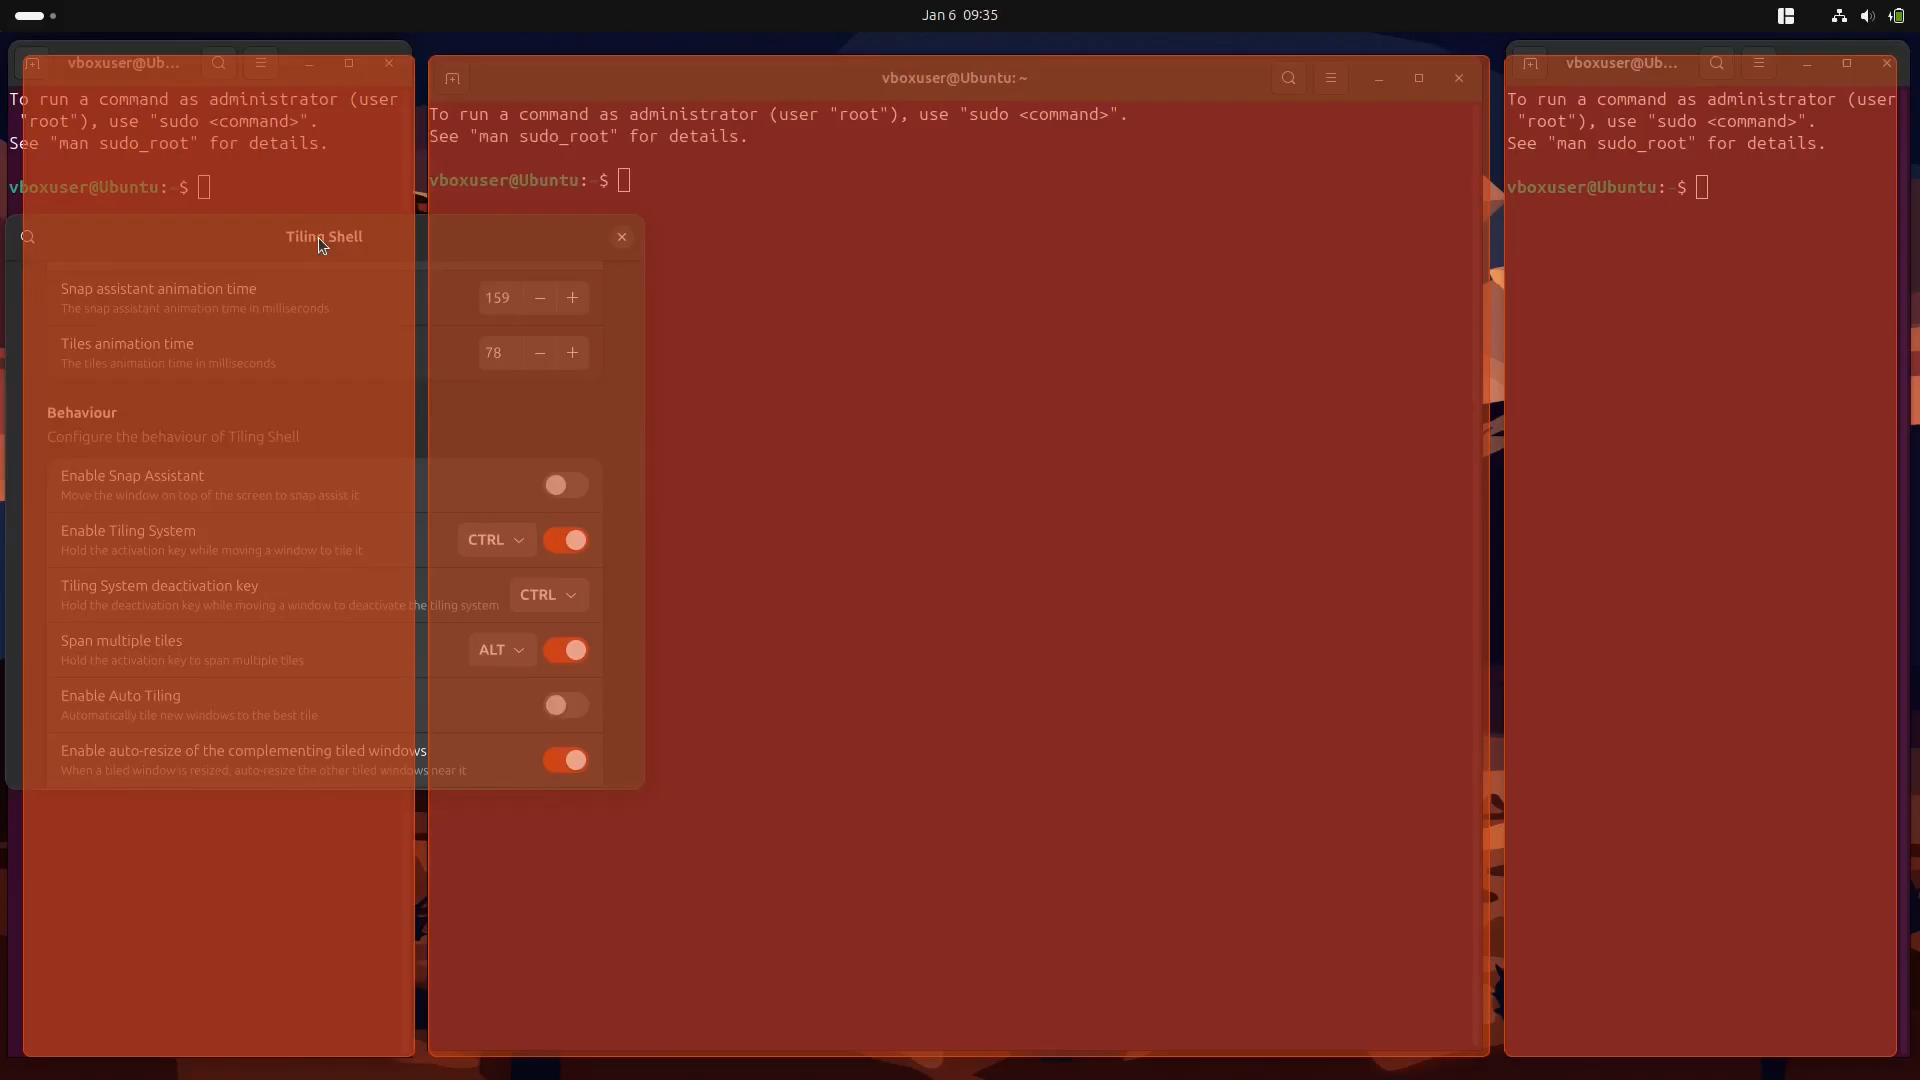 Jan 6 09:35
vboxuser@Ub...
To run a command as administrator (user
"root"), use "sudo <command>".
See "man sudo_root" for details.
vboxuser@Ubuntu:~$
vboxuser@Ubuntu: ~
To run a command as administrator (user "root"), use "sudo <command>".
See "man sudo_root" for details.
vboxuser@Ubuntu:~$
vboxuser@Ub...
To run a command as administrator (user
"root"), use "sudo <command>".
See "man sudo_root" for details.
vboxuser@Ubuntu:~$
Tiling Shell
Snap assistant animation time
The snap assistant animation time in milliseconds
159
Tiles animation time
The tiles animation time in milliseconds
78
Behaviour
Configure the behaviour of Tiling Shell
Enable Snap Assistant
Move the window on top of the screen to snap assist it
Enable Tiling System
Hold the activation key while moving a window to tile it
CTRL
Tiling System deactivation key
Hold the deactivation key while moving a window to deactivate the tiling system
CTRL
Span multiple tiles
Hold the activation key to span multiple tiles
ALT
Enable Auto Tiling
Automatically tile new windows to the best tile
Enable auto-resize of the complementing tiled windows
When a tiled window is resized, auto-resize the other tiled windows near it